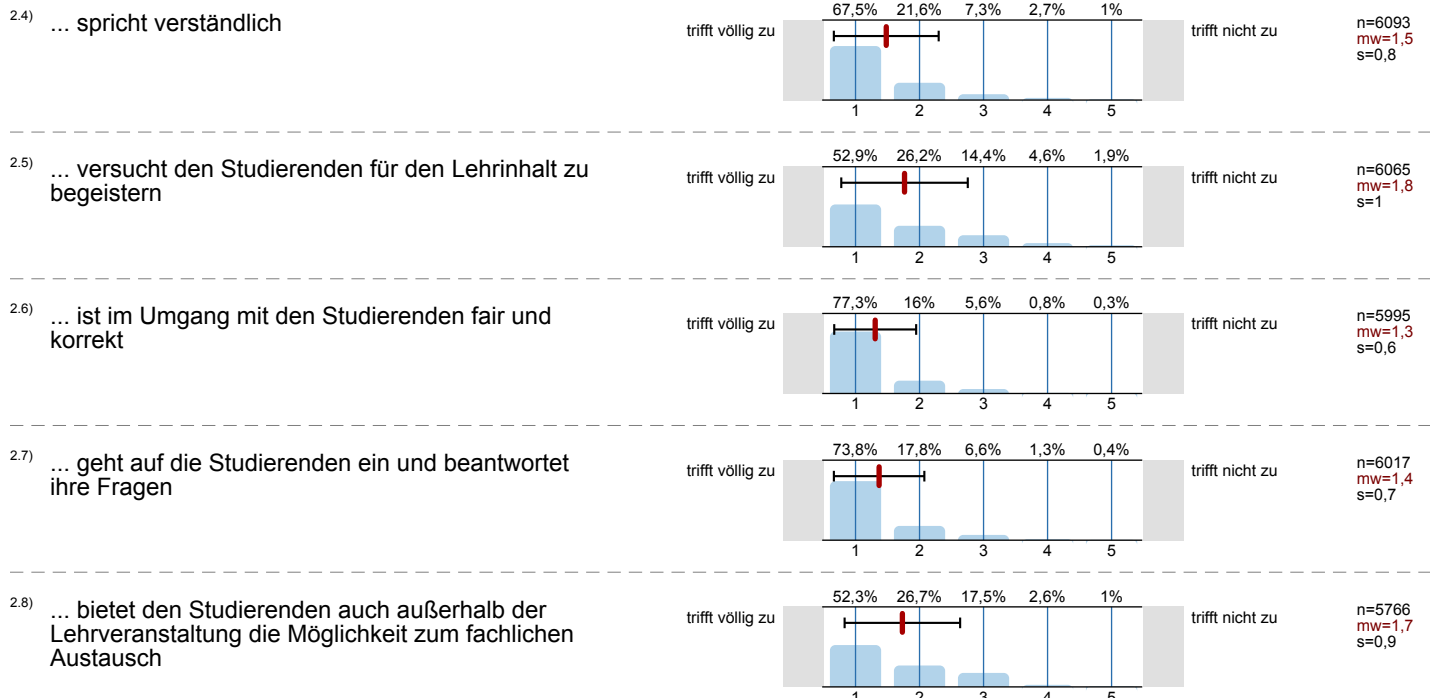 2.4) ... spricht verständlich
trifft völlig zu
67,5% 21,6% 7,3% 2,7% 1%
1 2 3 4 5
trifft nicht zu
n=6093
mw=1,5
s=0,8
2.5) ... versucht den Studierenden für den Lehrinhalt zu
begeistern
trifft völlig zu
52,9% 26,2% 14,4% 4,6% 1,9%
1 2 3 4 5
trifft nicht zu
n=6065
mw=1,8
s=1
2.6) ... ist im Umgang mit den Studierenden fair und
korrekt
trifft völlig zu
77,3% 16% 5,6% 0,8% 0,3%
1 2 3 4 5
trifft nicht zu
n=5995
mw=1,3
s=0,6
2.7) ... geht auf die Studierenden ein und beantwortet
ihre Fragen
trifft völlig zu
73,8% 17,8% 6,6% 1,3% 0,4%
1 2 3 4 5
trifft nicht zu
n=6017
mw=1,4
s=0,7
2.8) ... bietet den Studierenden auch außerhalb der
Lehrveranstaltung die Möglichkeit zum fachlichen
Austausch
trifft völlig zu
52,3% 26,7% 17,5% 2,6% 1%
1 2 3 4 5
trifft nicht zu
n=5766
mw=1,7
s=0,9